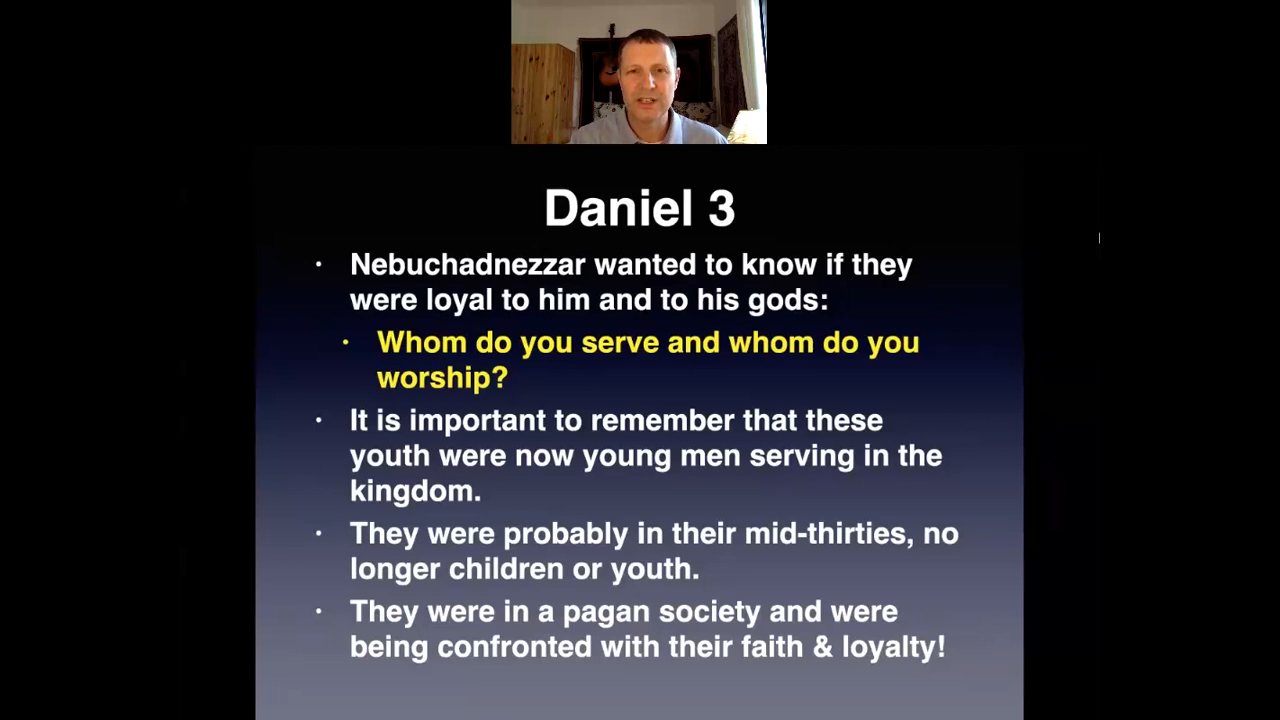 Daniel 3
• Nebuchadnezzar wanted to know if they
were loyal to him and to his gods:
• Whom do you serve and whom do you
worship?
• It is important to remember that these
youth were now young men serving in the
kingdom.
• They were probably in their mid-thirties, no
longer children or youth.
• They were in a pagan society and were
being confronted with their faith & loyalty!